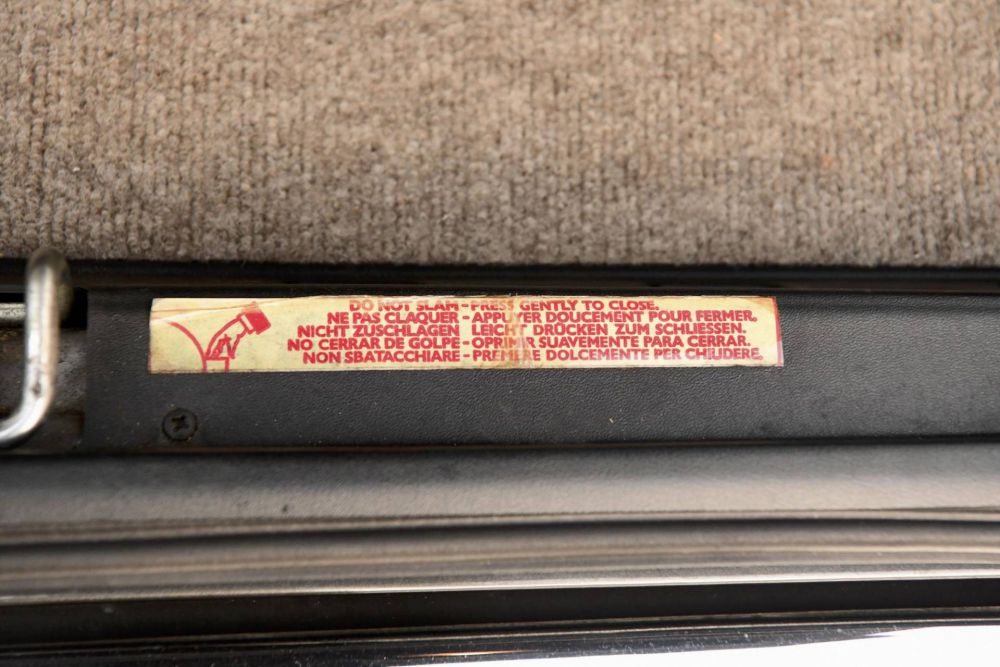 DO NOT SLAM - PRESS GENTLY TO CLOSE.
NE PAS CLAQUER - APPUYER DOUCEMENT POUR FERMER.
NICHT ZUSCHLAGEN LEICHT DRÜCKEN ZUM SCHLIESSEN.
NO CERRAR DE GOLPE - OPRIMIR SUAVEMENTE PARA CERRAR.
NON SBATACCHIARE - PREMERE DOLCEMENTE PER CHIUDERE.